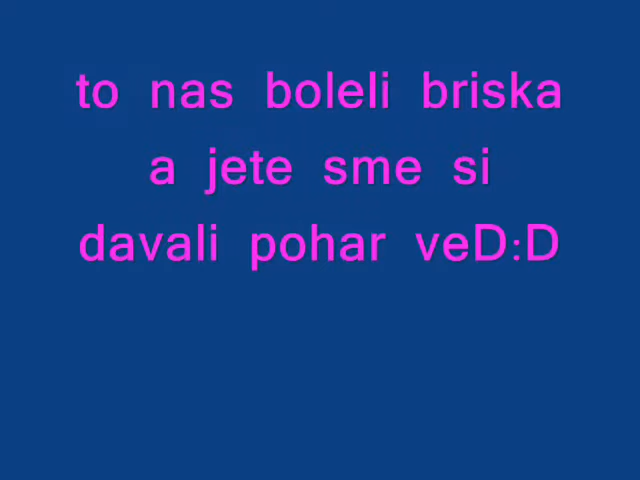 to nas boleli briska
a jete sme si
davali pohar veD:D